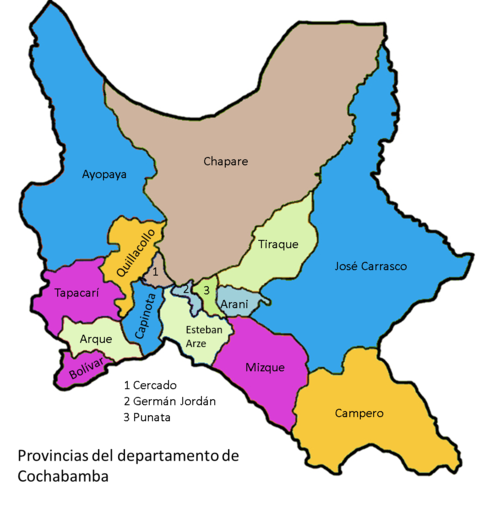 Chapare
Ayopaya
Quillacollo
Tiraque
José Carrasco
1
Tapacarí
2
3
Arani
Capinota
Esteban
Arze
Arque
Bolívar
Mizque
Campero
1 Cercado
2 Germán Jordán
3 Punata
Provincias del departamento de
Cochabamba